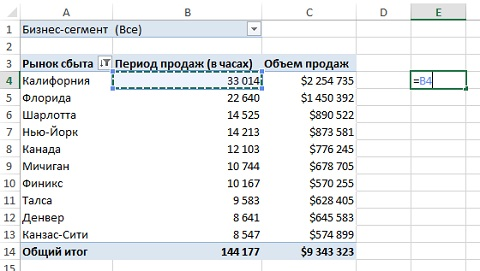 A B C D E
1 Бизнес-сегмент (Все)
2
3 Рынок сбыта Период продаж (в часах) Объем продаж
4 Калифорния 33 014 $2 254 735 =B4
5 Флорида 22 640 $1 450 392
6 Шарлотта 14 525 $890 522
7 Нью-Йорк 14 213 $873 581
8 Канада 12 103 $776 245
9 Мичиган 10 744 $678 705
10 Финикс 10 167 $570 255
11 Талса 9 583 $628 405
12 Денвер 8 641 $645 583
13 Канзас-Сити 8 547 $574 899
14 Общий итог 144 177 $9 343 323
15